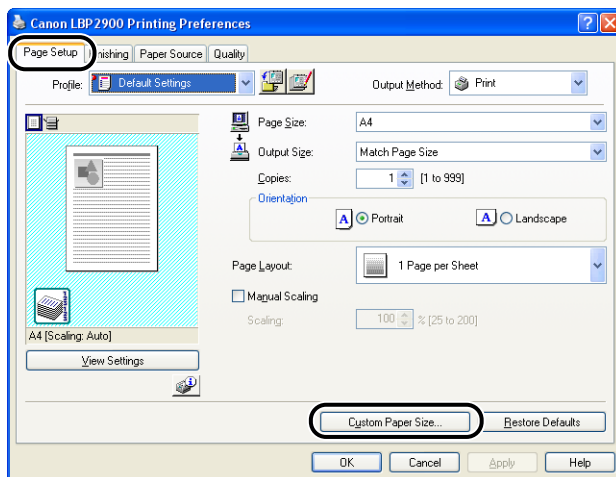 Canon LBP2900 Printing Preferences
Page Setup Finishing Paper Source Quality
Profile: Default Settings Output Method: Print
Page Size: A4
Output Size: Match Page Size
Copies: 1 [1 to 999]
Orientation
A Portrait A Landscape
Page Layout: 1 Page per Sheet
Manual Scaling
Scaling: 100 % [25 to 200]
A4 [Scaling: Auto]
View Settings
Custom Paper Size... Restore Defaults
OK Cancel Apply Help